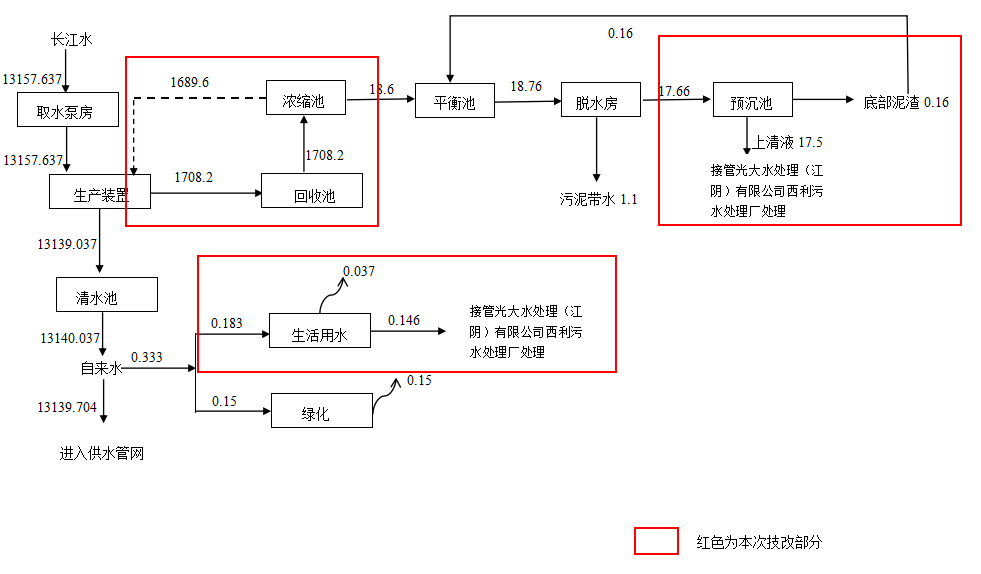 长江水
13157.637
取水泵房
13157.637
生产装置
1689.6
浓缩池
1708.2
1708.2
回收池
18.6
平衡池
0.16
18.76
脱水房
污泥带水 1.1
17.66
预沉池
底部泥渣 0.16
上清液 17.5
接管光大水处理（江
阴）有限公司西利污
水处理厂处理
13139.037
清水池
13140.037
自来水
0.333
13139.704
进入供水管网
0.183
生活用水
0.037
0.146
接管光大水处理（江
阴）有限公司西利污
水处理厂处理
0.15
绿化
0.15
红色为本次技改部分